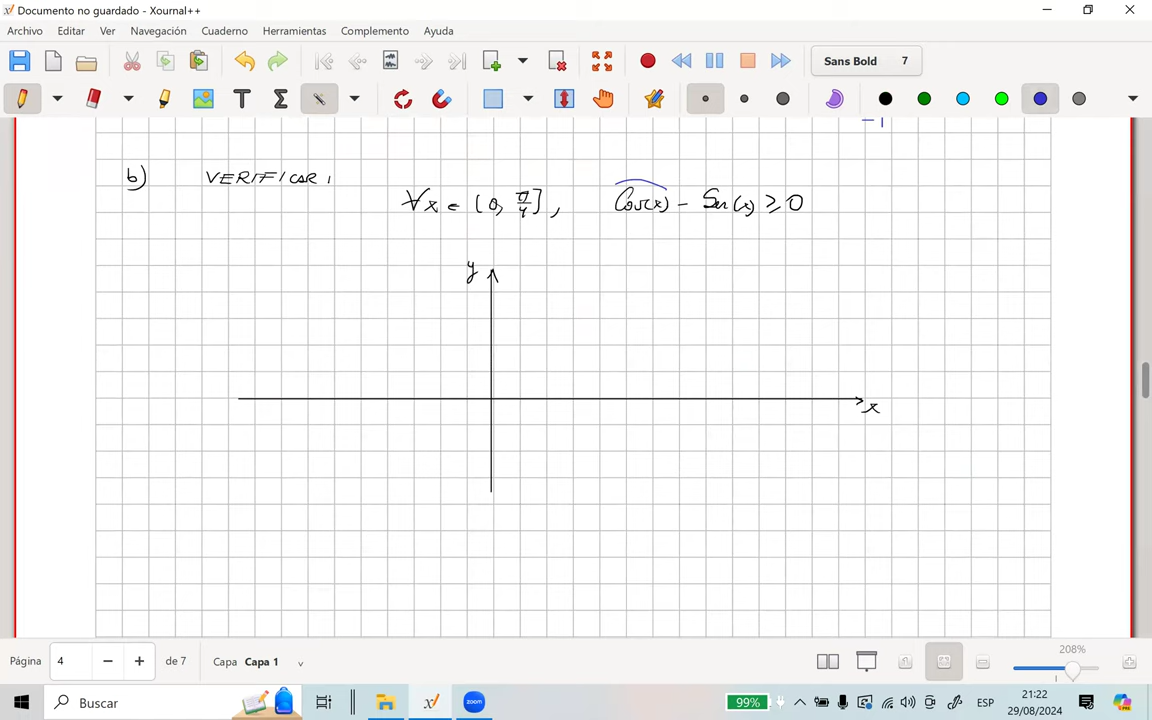 Documento no guardado - Xournal++
Archivo Editar Ver Navegación Cuaderno Herramientas Complemento Ayuda
Sans Bold 7
-1
b) VERIFICAR:
∀x ∈ [0, π/4], Cos(x) - Sen(x) ≥ 0
y
x
Página 4 de 7 Capa Capa 1 208%
Buscar 99% ESP 21:22
29/08/2024